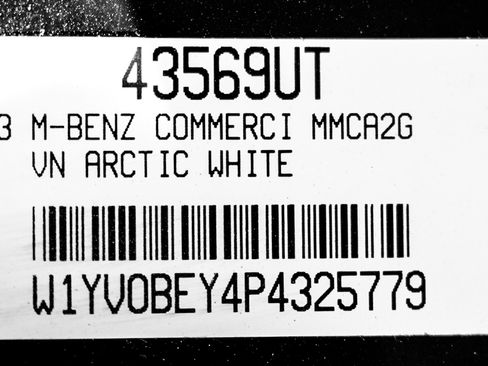 43569UT
3 M-BENZ COMMERCI MMCA2G
VN ARCTIC WHITE
W1YV0BEY4P4325779